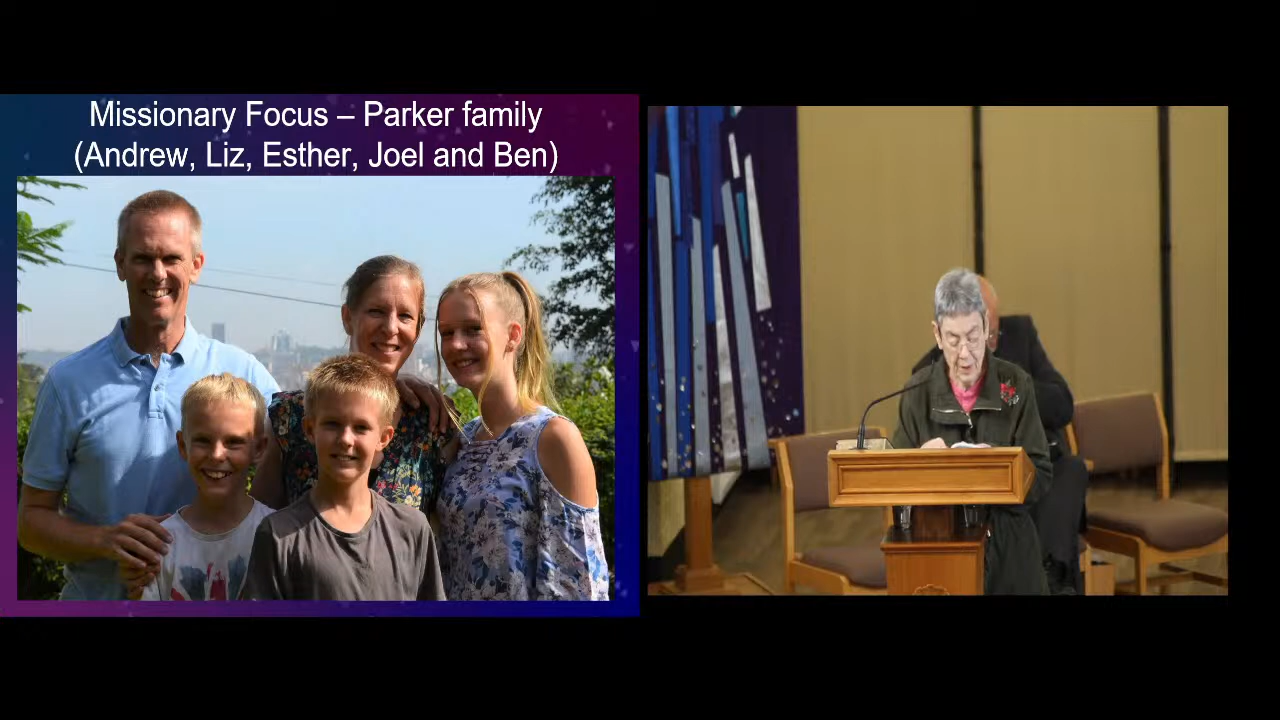 Missionary Focus – Parker family
(Andrew, Liz, Esther, Joel and Ben)